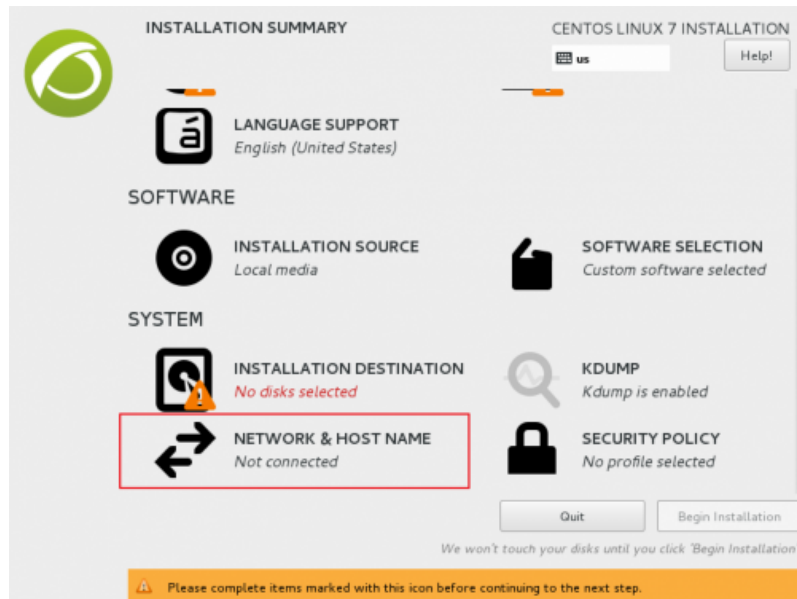 INSTALLATION SUMMARY
CENTOS LINUX 7 INSTALLATION
us
Help!
LANGUAGE SUPPORT
English (United States)
SOFTWARE
INSTALLATION SOURCE
Local media
SOFTWARE SELECTION
Custom software selected
SYSTEM
INSTALLATION DESTINATION
No disks selected
KDUMP
Kdump is enabled
NETWORK & HOST NAME
Not connected
SECURITY POLICY
No profile selected
Quit
Begin Installation
We won't touch your disks until you click 'Begin Installation
Please complete items marked with this icon before continuing to the next step.